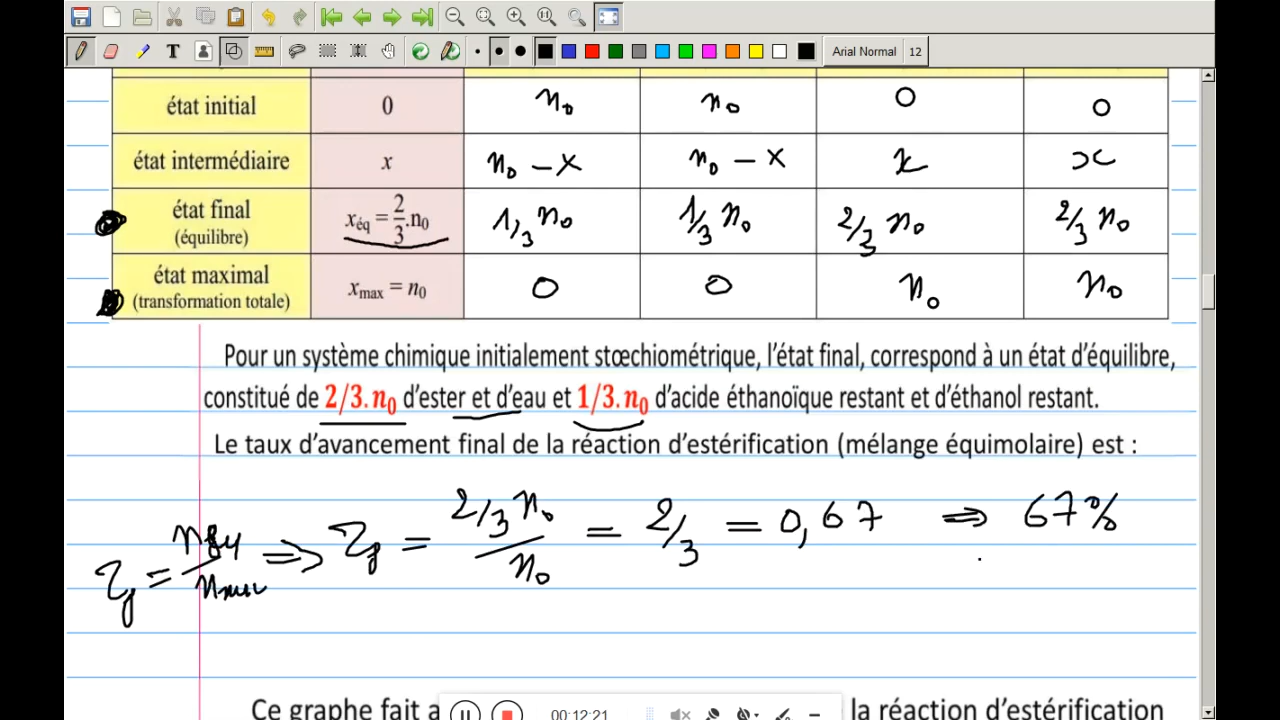 Arial Normal 12
état initial 0 n₀ n₀ 0 0
état intermédiaire x n₀ − x n₀ − x x x
état final (équilibre) xéq = 2/3.n₀ 1/3 n₀ 1/3 n₀ 2/3 n₀ 2/3 n₀
état maximal (transformation totale) xmax = n₀ 0 0 n₀ n₀
Pour un système chimique initialement stœchiométrique, l'état final, correspond à un état d'équilibre,
constitué de 2/3.n₀ d'ester et d'eau et 1/3.n₀ d'acide éthanoïque restant et d'éthanol restant.
Le taux d'avancement final de la réaction d'estérification (mélange équimolaire) est :
⇒ τf = 2/3 n₀ / n₀ = 2/3 = 0,67 ⇒ 67%
Ce graphe fait a la réaction d'estérification
00:12:21